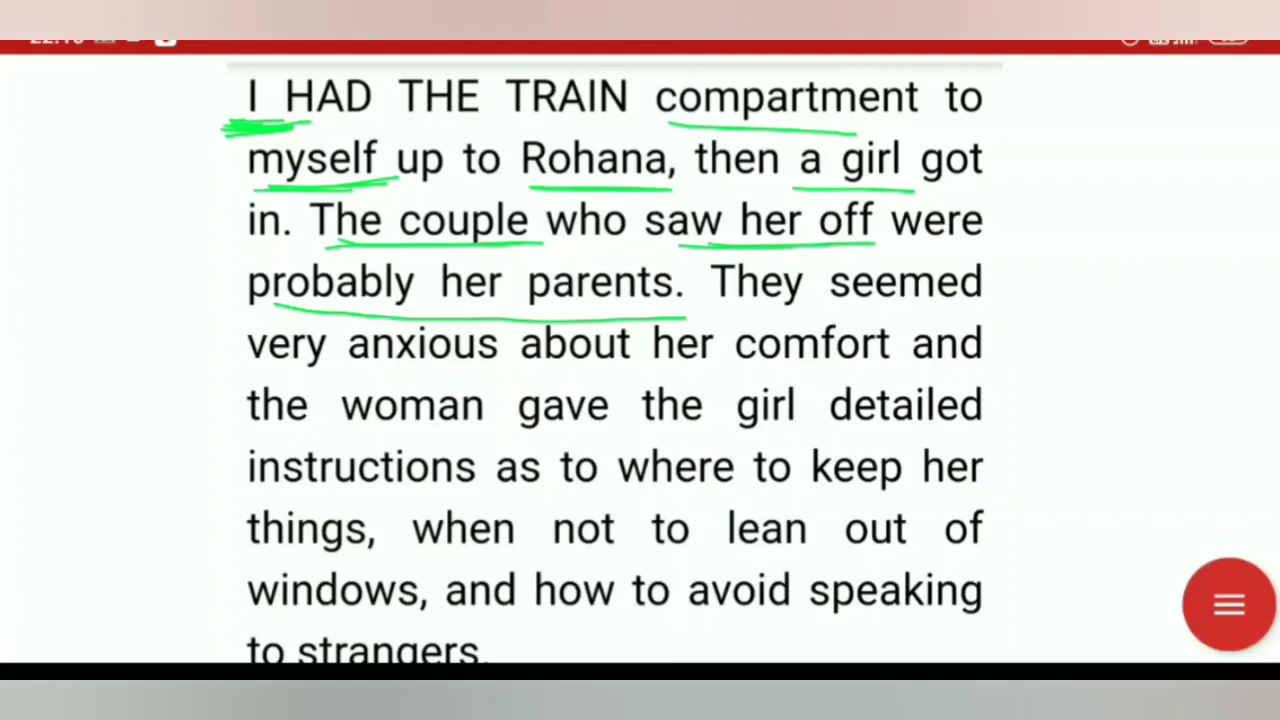 I HAD THE TRAIN compartment to
myself up to Rohana, then a girl got
in. The couple who saw her off were
probably her parents. They seemed
very anxious about her comfort and
the woman gave the girl detailed
instructions as to where to keep her
things, when not to lean out of
windows, and how to avoid speaking
to strangers.